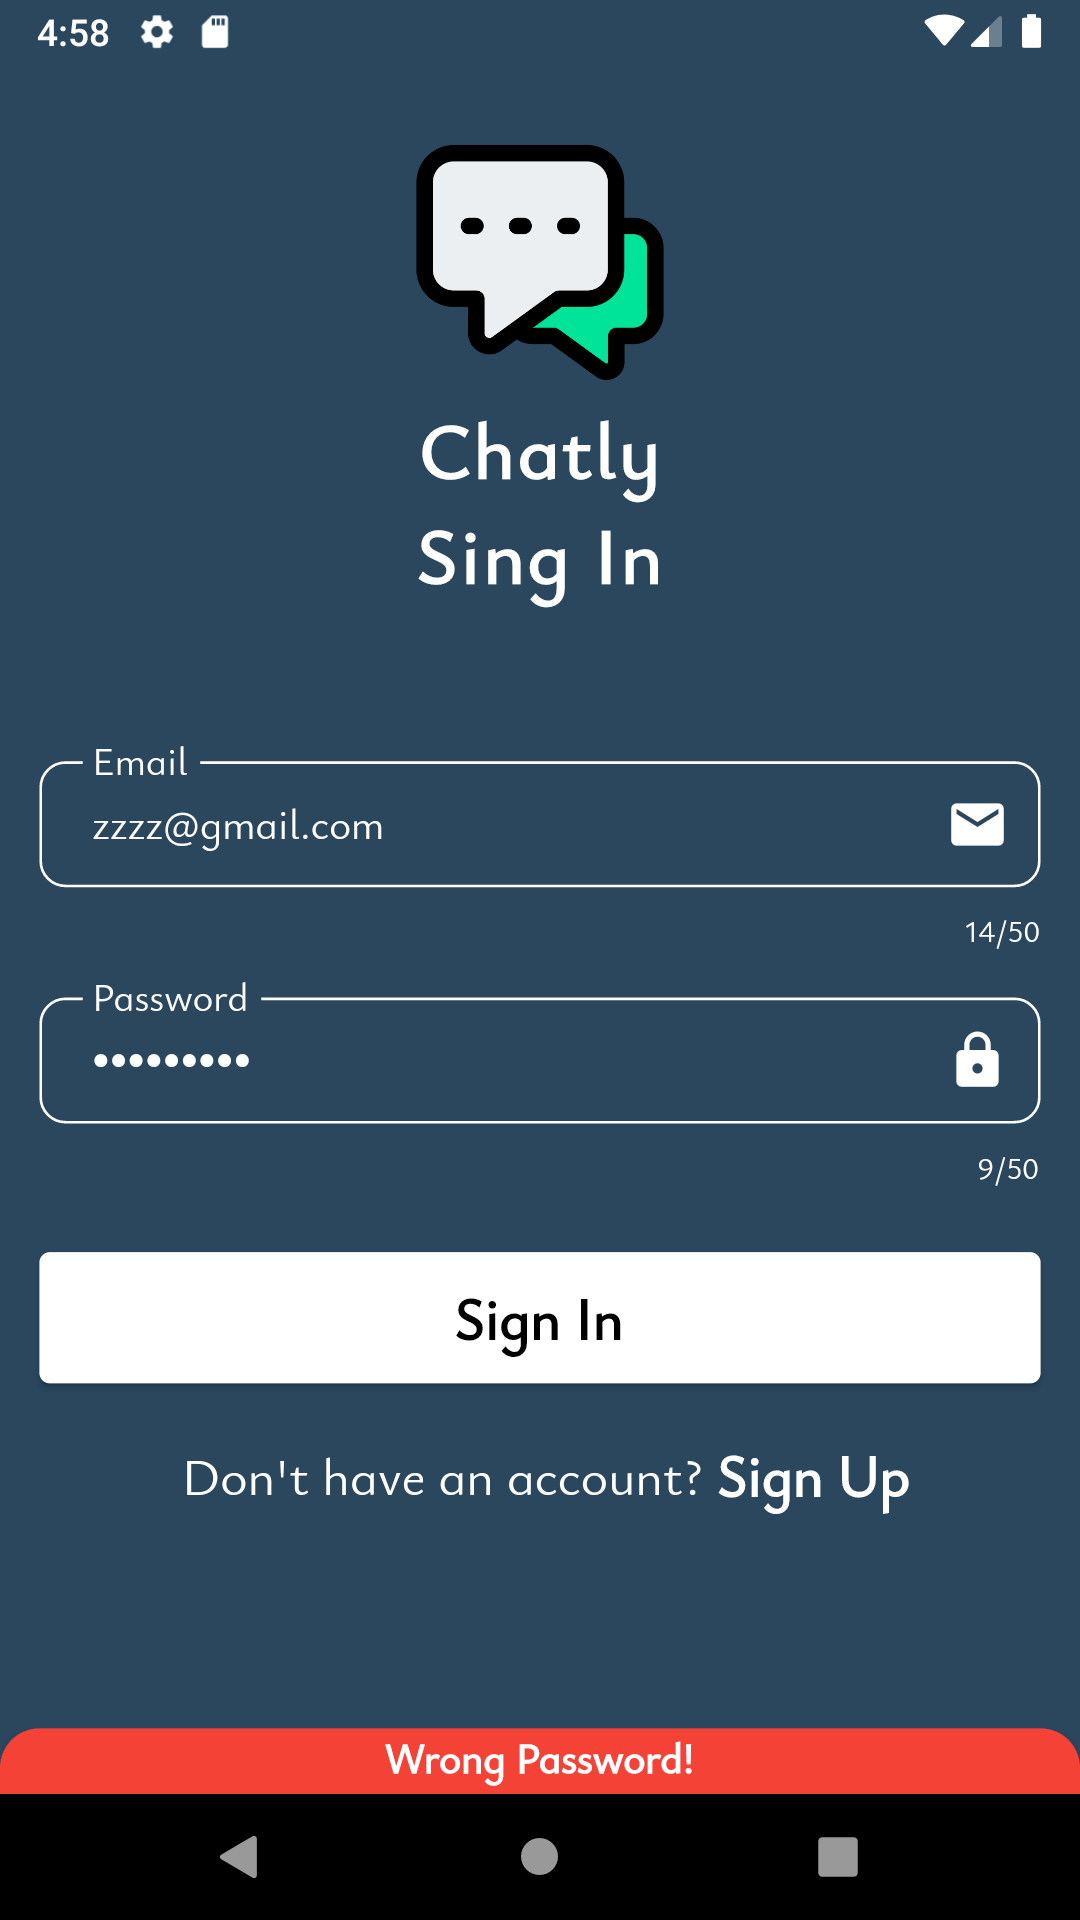 4:58
Chatly
Sing In
Email
zzzz@gmail.com
14/50
Password
•••••••••
9/50
Sign In
Don't have an account? Sign Up
Wrong Password!